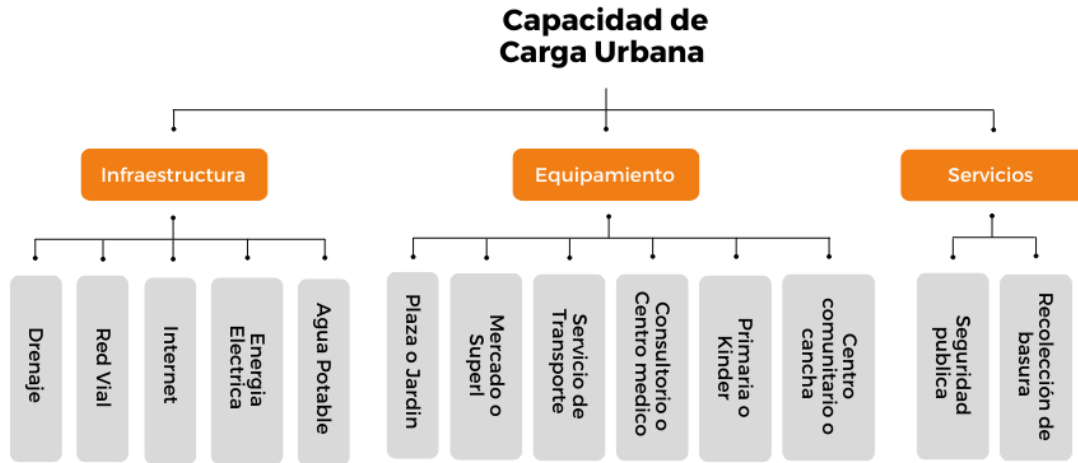 Capacidad de
Carga Urbana
Infraestructura
Equipamiento
Servicios
Drenaje
Red Vial
Internet
Energia
Electrica
Agua Potable
Plaza o Jardin
Mercado o
Superl
Servicio de
Transporte
Consultorio o
Centro medico
Primaria o
Kinder
Centro
comunitario o
cancha
Seguridad
publica
Recolección de
basura